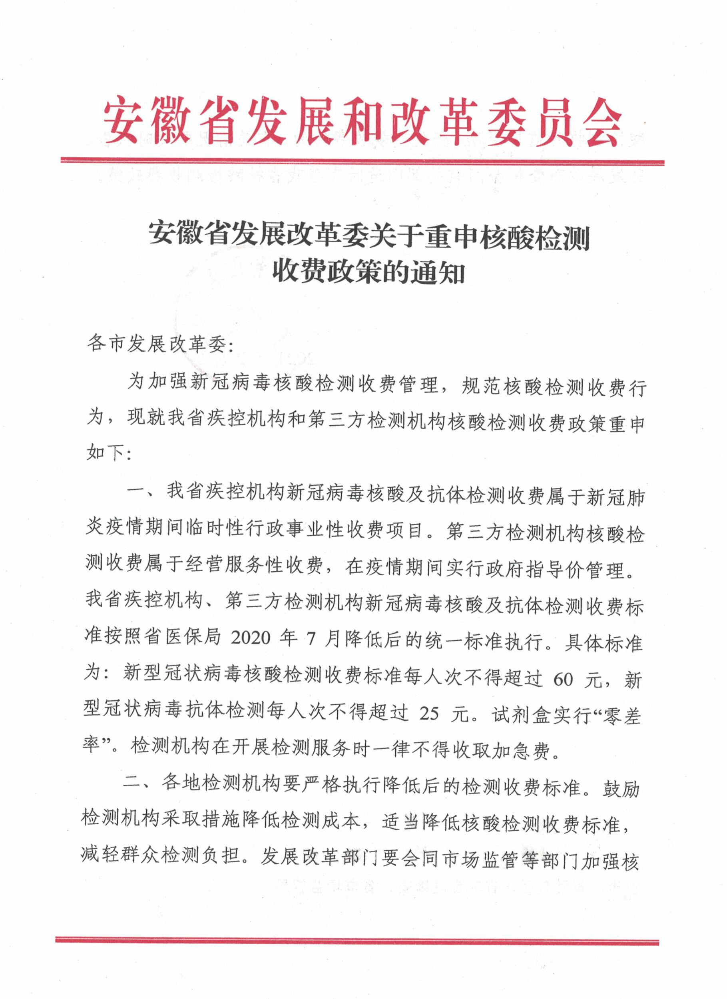 安徽省发展和改革委员会
安徽省发展改革委关于重申核酸检测
收费政策的通知
各市发展改革委：
为加强新冠病毒核酸检测收费管理，规范核酸检测收费行
为，现就我省疾控机构和第三方检测机构核酸检测收费政策重申
如下：
一、我省疾控机构新冠病毒核酸及抗体检测收费属于新冠肺
炎疫情期间临时性行政事业性收费项目。第三方检测机构核酸检
测收费属于经营服务性收费，在疫情期间实行政府指导价管理。
我省疾控机构、第三方检测机构新冠病毒核酸及抗体检测收费标
准按照省医保局 2020 年 7 月降低后的统一标准执行。具体标准
为：新型冠状病毒核酸检测收费标准每人次不得超过 60 元，新
型冠状病毒抗体检测每人次不得超过 25 元。试剂盒实行“零差
率”。检测机构在开展检测服务时一律不得收取加急费。
二、各地检测机构要严格执行降低后的检测收费标准。鼓励
检测机构采取措施降低检测成本，适当降低核酸检测收费标准，
减轻群众检测负担。发展改革部门要会同市场监管等部门加强核